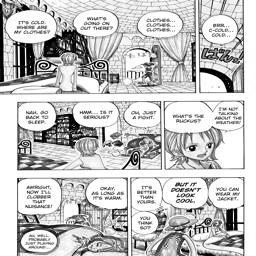 BRR...
C-COLD...
COLD...
CLOTHES...
CLOTHES...
CLOTHES...
WHAT'S
GOING ON
OUT THERE?
IT'S COLD.
WHERE ARE
MY CLOTHES?
I'M NOT
TALKING
ABOUT THE
WEATHER!
WHAT'S THE
RUCKUS?
OH, JUST
A FIGHT.
HMM... IS IT
SERIOUS?
NAH. GO
BACK TO
SLEEP.
YOU CAN
WEAR MY
JACKET.
BUT IT
DOESN'T
LOOK
COOL.
IT'S
BETTER
THAN
YOURS.
YOU
THINK
SO?
OKAY,
AS LONG
AS IT'S
WARM.
AWRIGHT,
NOW I'LL
CLOBBER
THAT
NUISANCE!
AH, WELL.
PROBABLY
JUST
PLAYING
AROUND.